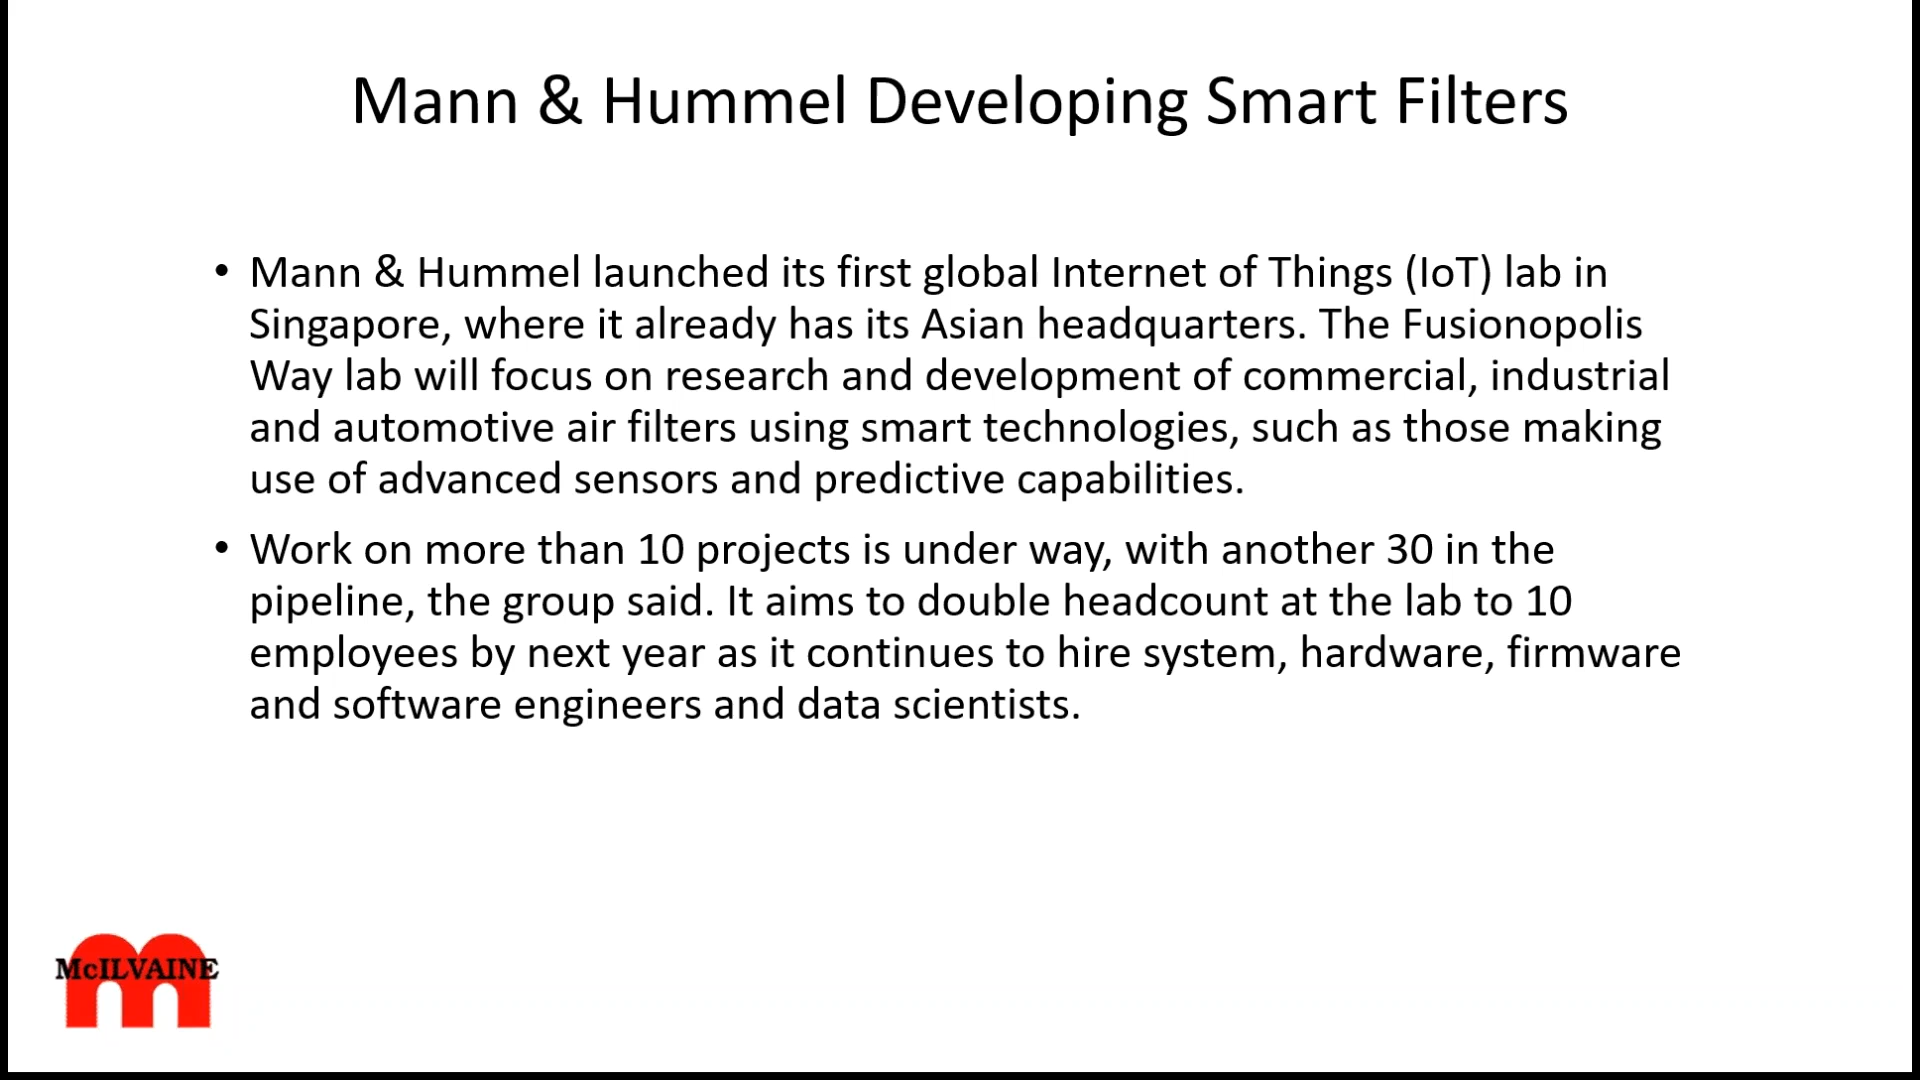 Mann & Hummel Developing Smart Filters
• Mann & Hummel launched its first global Internet of Things (IoT) lab in
Singapore, where it already has its Asian headquarters. The Fusionopolis
Way lab will focus on research and development of commercial, industrial
and automotive air filters using smart technologies, such as those making
use of advanced sensors and predictive capabilities.
• Work on more than 10 projects is under way, with another 30 in the
pipeline, the group said. It aims to double headcount at the lab to 10
employees by next year as it continues to hire system, hardware, firmware
and software engineers and data scientists.
McILVAINE